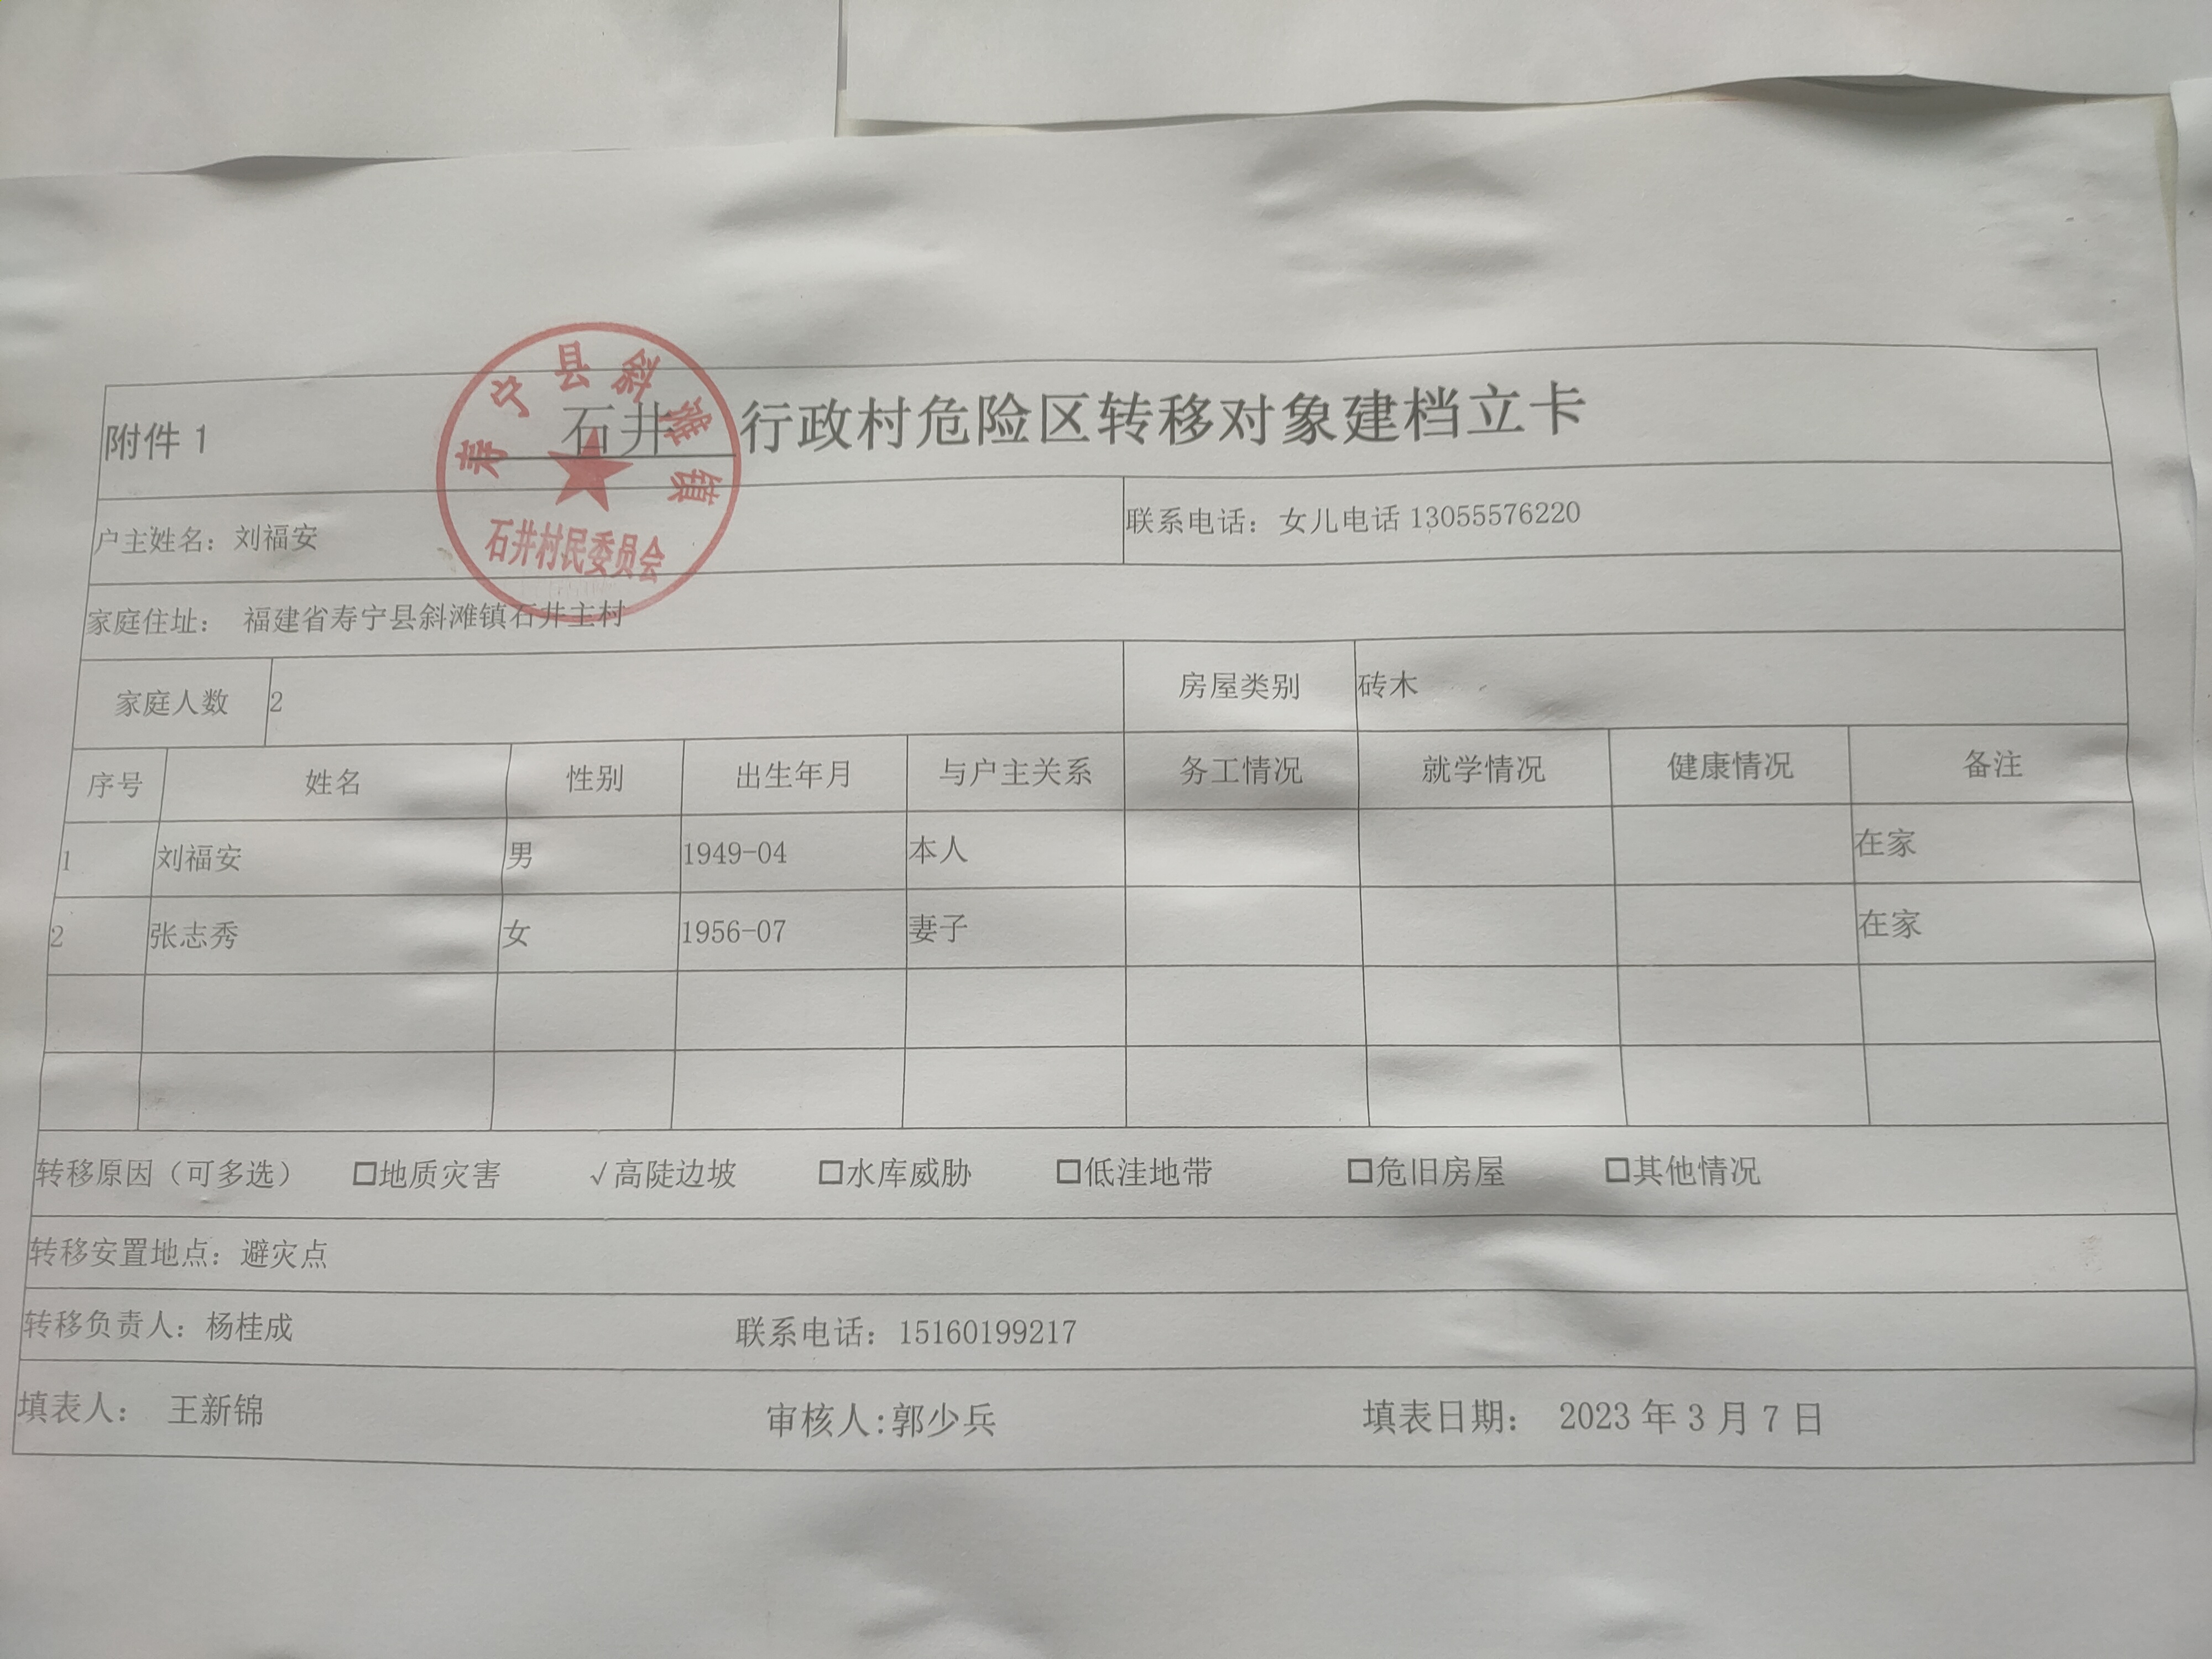 附件 1 石井 行政村危险区转移对象建档立卡
寿宁县斜滩镇
石井村民委员会
户主姓名：刘福安 联系电话：女儿电话 13055576220
家庭住址： 福建省寿宁县斜滩镇石井主村
家庭人数 2 房屋类别 砖木
序号 姓名 性别 出生年月 与户主关系 务工情况 就学情况 健康情况 备注
1 刘福安 男 1949-04 本人 在家
2 张志秀 女 1956-07 妻子 在家
转移原因（可多选） □地质灾害 √高陡边坡 □水库威胁 □低洼地带 □危旧房屋 □其他情况
转移安置地点：避灾点
转移负责人：杨桂成 联系电话：15160199217
填表人： 王新锦 审核人:郭少兵 填表日期： 2023 年 3 月 7 日